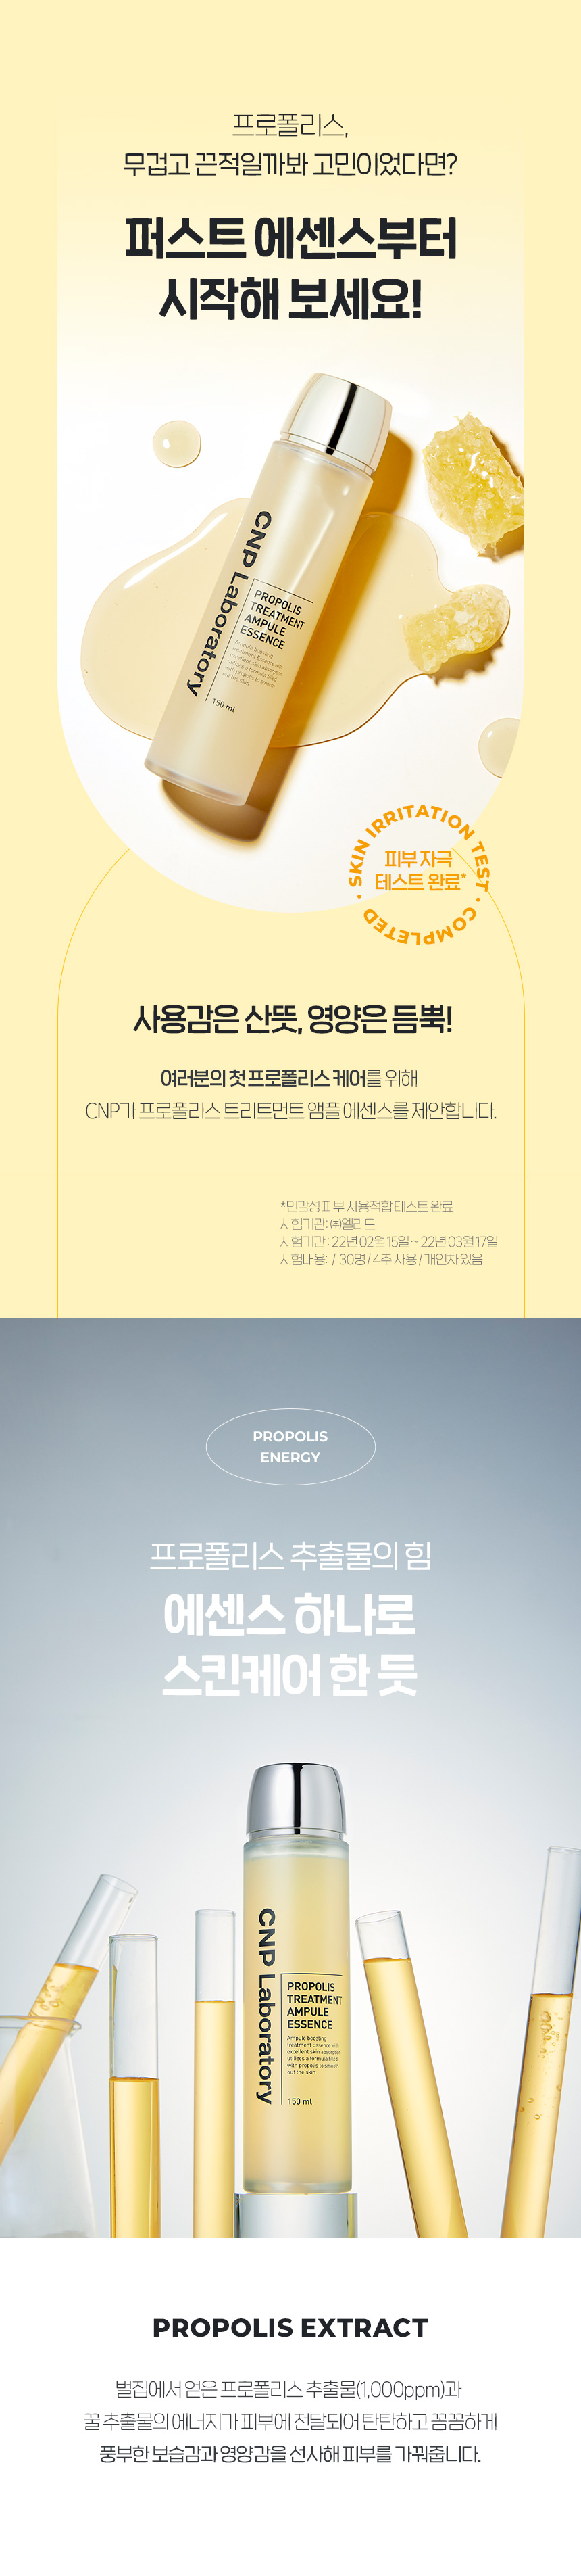 프로폴리스,
무겁고 끈적일까봐 고민이었다면?
퍼스트 에센스부터
시작해 보세요!
CNP Laboratory
PROPOLIS
TREATMENT
AMPULE
ESSENCE
Ampule boosting
treatment Essence with
excellent skin absorption
utilizes a formula filled
with propolis to smooth
out the skin.
150 ml
SKIN IRRITATION TEST · COMPLETED ·
피부 자극
테스트 완료*
사용감은 산뜻, 영양은 듬뿍!
여러분의 첫 프로폴리스 케어를 위해
CNP가 프로폴리스 트리트먼트 앰플 에센스를 제안합니다.
*민감성 피부 사용적합 테스트 완료
시험기관: ㈜엘리드
시험기간 : 22년 02월 15일 ~ 22년 03월 17일
시험내용: / 30명 / 4주 사용 / 개인차 있음
PROPOLIS
ENERGY
프로폴리스 추출물의 힘
에센스 하나로
스킨케어 한 듯
CNP Laboratory
PROPOLIS
TREATMENT
AMPULE
ESSENCE
Ampule boosting
treatment Essence with
excellent skin absorption
utilizes a formula filled
with propolis to smooth
out the skin
150 ml
PROPOLIS EXTRACT
벌집에서 얻은 프로폴리스 추출물(1,000ppm)과
꿀 추출물의 에너지가 피부에 전달되어 탄탄하고 꼼꼼하게
풍부한 보습감과 영양감을 선사해 피부를 가꿔줍니다.